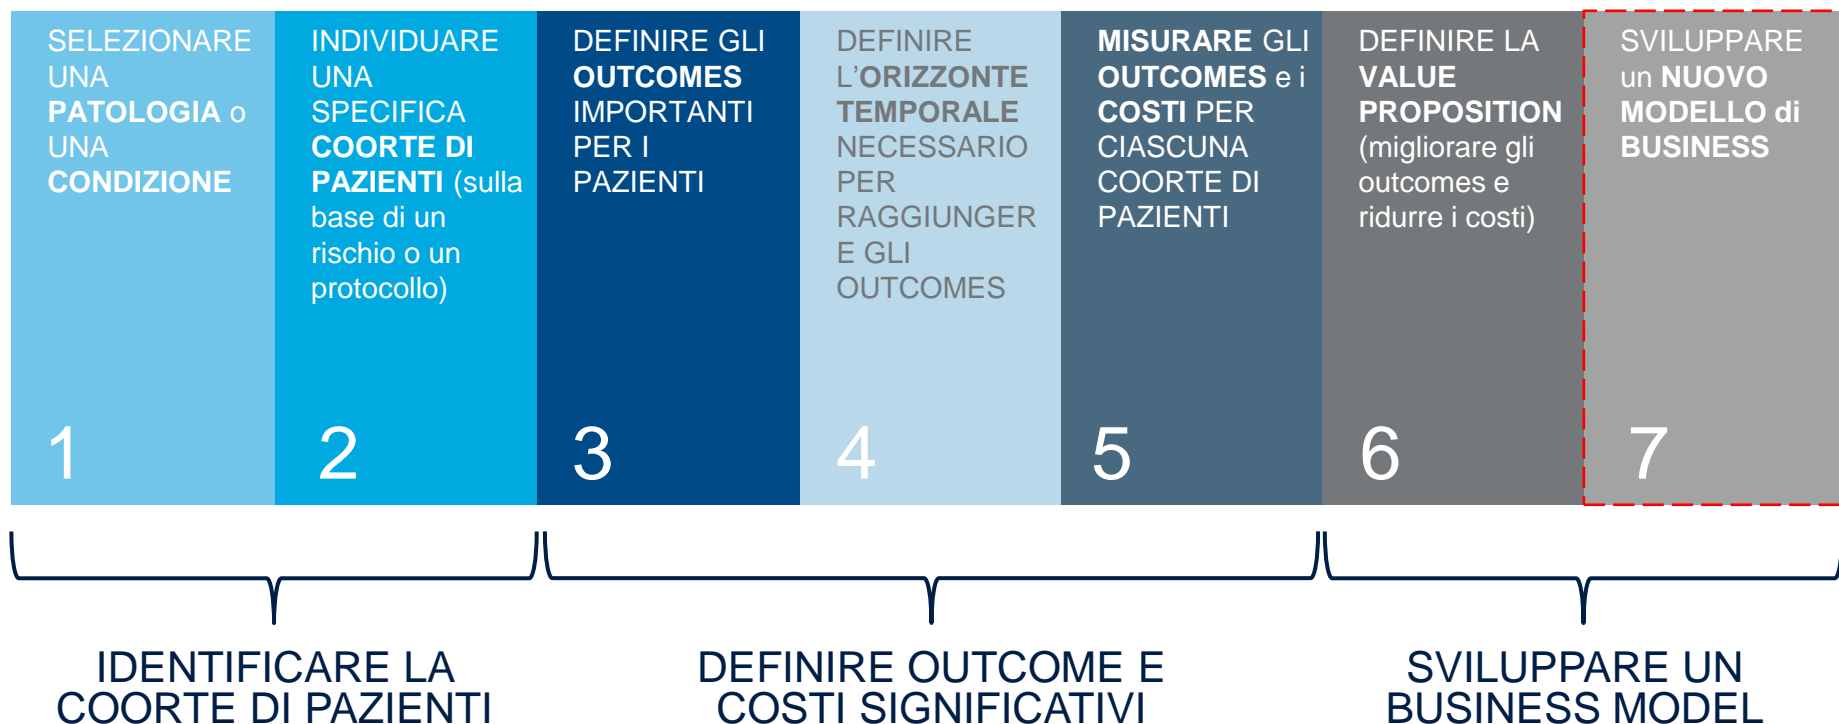 SELEZIONARE
UNA
PATOLOGIA o
UNA
CONDIZIONE
1
INDIVIDUARE
UNA
SPECIFICA
COORTE DI
PAZIENTI (sulla
base di un
rischio o un
protocollo)
2
DEFINIRE GLI
OUTCOMES
IMPORTANTI
PER I
PAZIENTI
3
DEFINIRE
L'ORIZZONTE
TEMPORALE
NECESSARIO
PER
RAGGIUNGER
E GLI
OUTCOMES
4
MISURARE GLI
OUTCOMES e i
COSTI PER
CIASCUNA
COORTE DI
PAZIENTI
5
DEFINIRE LA
VALUE
PROPOSITION
(migliorare gli
outcomes e
ridurre i costi)
6
SVILUPPARE
un NUOVO
MODELLO di
BUSINESS
7
IDENTIFICARE LA
COORTE DI PAZIENTI
DEFINIRE OUTCOME E
COSTI SIGNIFICATIVI
SVILUPPARE UN
BUSINESS MODEL